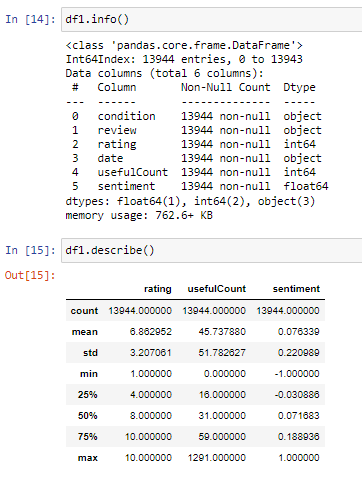 In [14]: df1.info()
<class 'pandas.core.frame.DataFrame'>
Int64Index: 13944 entries, 0 to 13943
Data columns (total 6 columns):
 #   Column       Non-Null Count  Dtype
---  ------       --------------  -----
 0   condition    13944 non-null  object
 1   review       13944 non-null  object
 2   rating       13944 non-null  int64
 3   date         13944 non-null  object
 4   usefulCount  13944 non-null  int64
 5   sentiment    13944 non-null  float64
dtypes: float64(1), int64(2), object(3)
memory usage: 762.6+ KB
In [15]: df1.describe()
Out[15]:
rating usefulCount sentiment
count 13944.000000 13944.000000 13944.000000
mean 6.862952 45.737880 0.076339
std 3.207061 51.782627 0.220989
min 1.000000 0.000000 -1.000000
25% 4.000000 16.000000 -0.030886
50% 8.000000 31.000000 0.071683
75% 10.000000 59.000000 0.188936
max 10.000000 1291.000000 1.000000